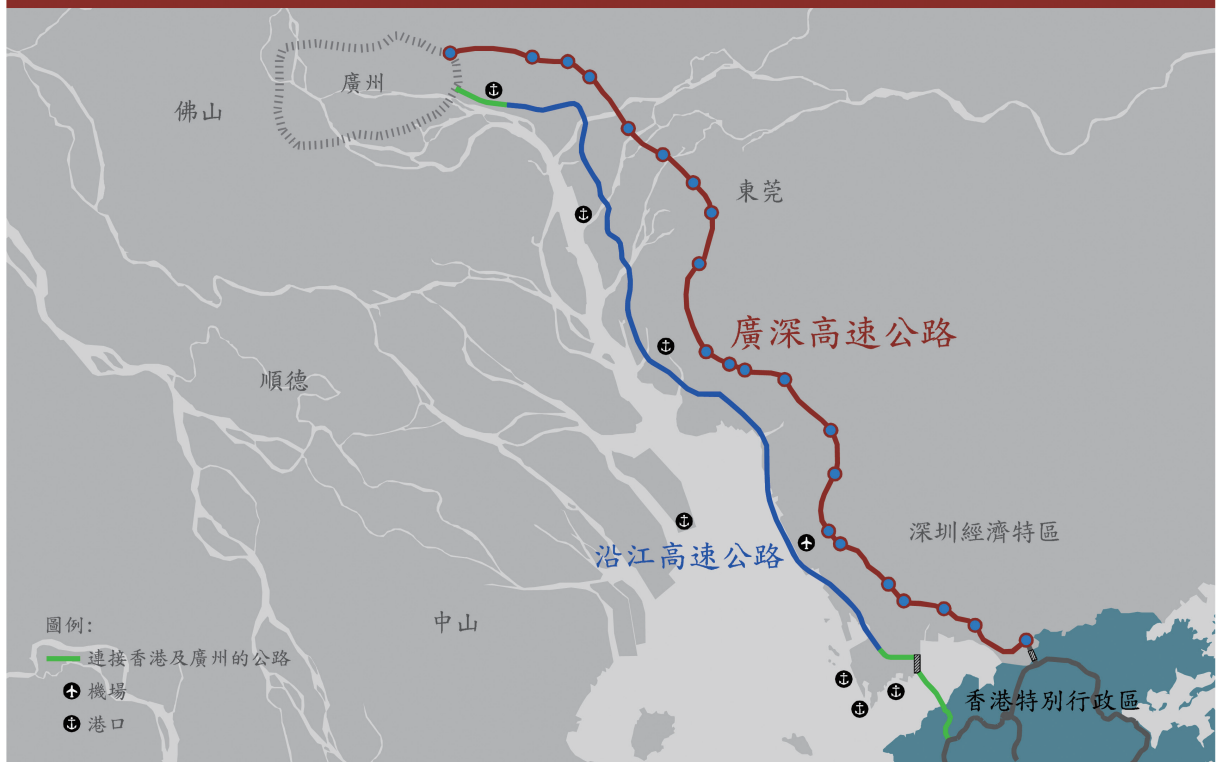 廣州
佛山
東莞
廣深高速公路
順德
深圳經濟特區
沿江高速公路
中山
圖例：
連接香港及廣州的公路
機場
港口
香港特別行政區